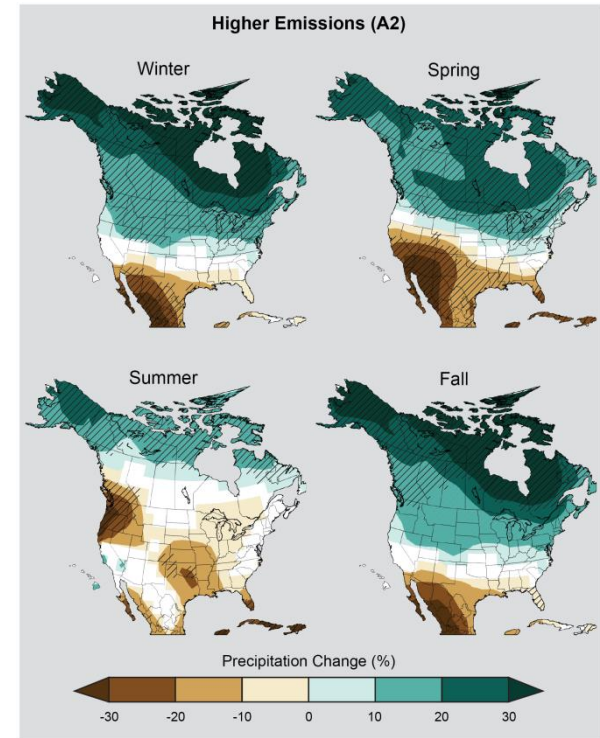 Higher Emissions (A2)
Winter
Spring
Summer
Fall
Precipitation Change (%)
-30 -20 -10 0 10 20 30